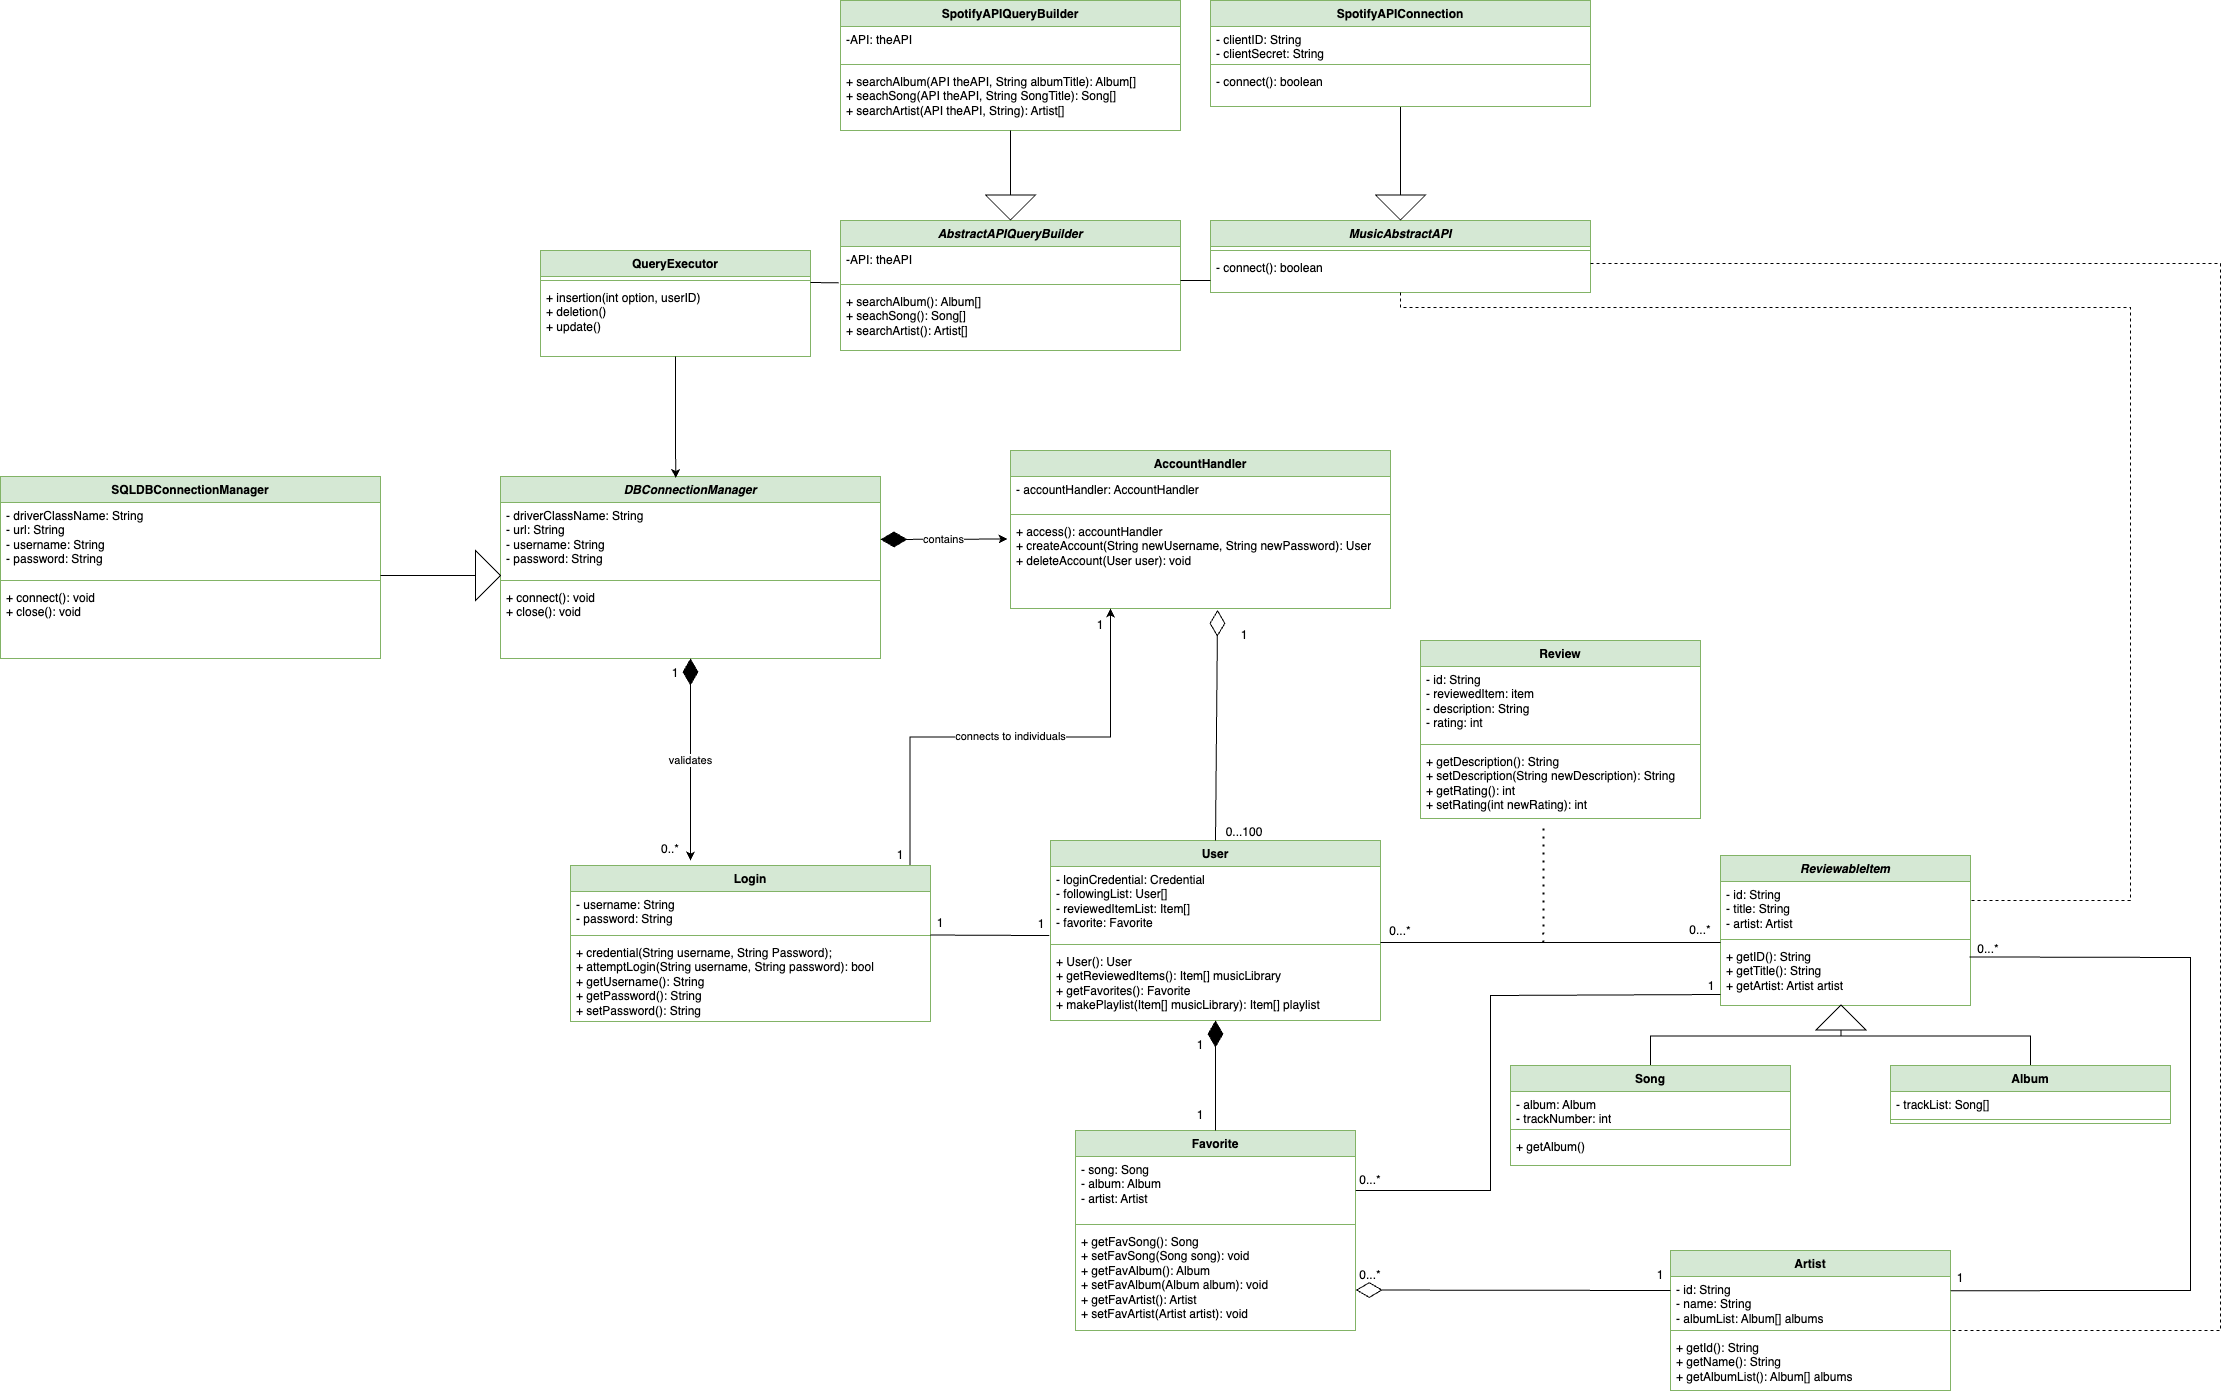 SpotifyAPIQueryBuilder
-API: theAPI
+ searchAlbum(API theAPI, String albumTitle): Album[]
+ seachSong(API theAPI, String SongTitle): Song[]
+ searchArtist(API theAPI, String): Artist[]
SpotifyAPIConnection
- clientID: String
- clientSecret: String
- connect(): boolean
QueryExecutor
+ insertion(int option, userID)
+ deletion()
+ update()
AbstractAPIQueryBuilder
-API: theAPI
+ searchAlbum(): Album[]
+ seachSong(): Song[]
+ searchArtist(): Artist[]
MusicAbstractAPI
- connect(): boolean
SQLDBConnectionManager
- driverClassName: String
- url: String
- username: String
- password: String
+ connect(): void
+ close(): void
DBConnectionManager
- driverClassName: String
- url: String
- username: String
- password: String
+ connect(): void
+ close(): void
contains
AccountHandler
- accountHandler: AccountHandler
+ access(): accountHandler
+ createAccount(String newUsername, String newPassword): User
+ deleteAccount(User user): void
1
1
1
validates
0..*
connects to individuals
1
0...100
Review
- id: String
- reviewedItem: item
- description: String
- rating: int
+ getDescription(): String
+ setDescription(String newDescription): String
+ getRating(): int
+ setRating(int newRating): int
Login
- username: String
- password: String
+ credential(String username, String Password);
+ attemptLogin(String username, String password): bool
+ getUsername(): String
+ getPassword(): String
+ setPassword(): String
1
1
User
- loginCredential: Credential
- followingList: User[]
- reviewedItemList: Item[]
- favorite: Favorite
+ User(): User
+ getReviewedItems(): Item[] musicLibrary
+ getFavorites(): Favorite
+ makePlaylist(Item[] musicLibrary): Item[] playlist
0...*
0...*
ReviewableItem
- id: String
- title: String
- artist: Artist
+ getID(): String
+ getTitle(): String
+ getArtist: Artist artist
0...*
1
1
1
Song
- album: Album
- trackNumber: int
+ getAlbum()
Album
- trackList: Song[]
Favorite
- song: Song
- album: Album
- artist: Artist
+ getFavSong(): Song
+ setFavSong(Song song): void
+ getFavAlbum(): Album
+ setFavAlbum(Album album): void
+ getFavArtist(): Artist
+ setFavArtist(Artist artist): void
0...*
0...*
1
Artist
- id: String
- name: String
- albumList: Album[] albums
+ getId(): String
+ getName(): String
+ getAlbumList(): Album[] albums
1